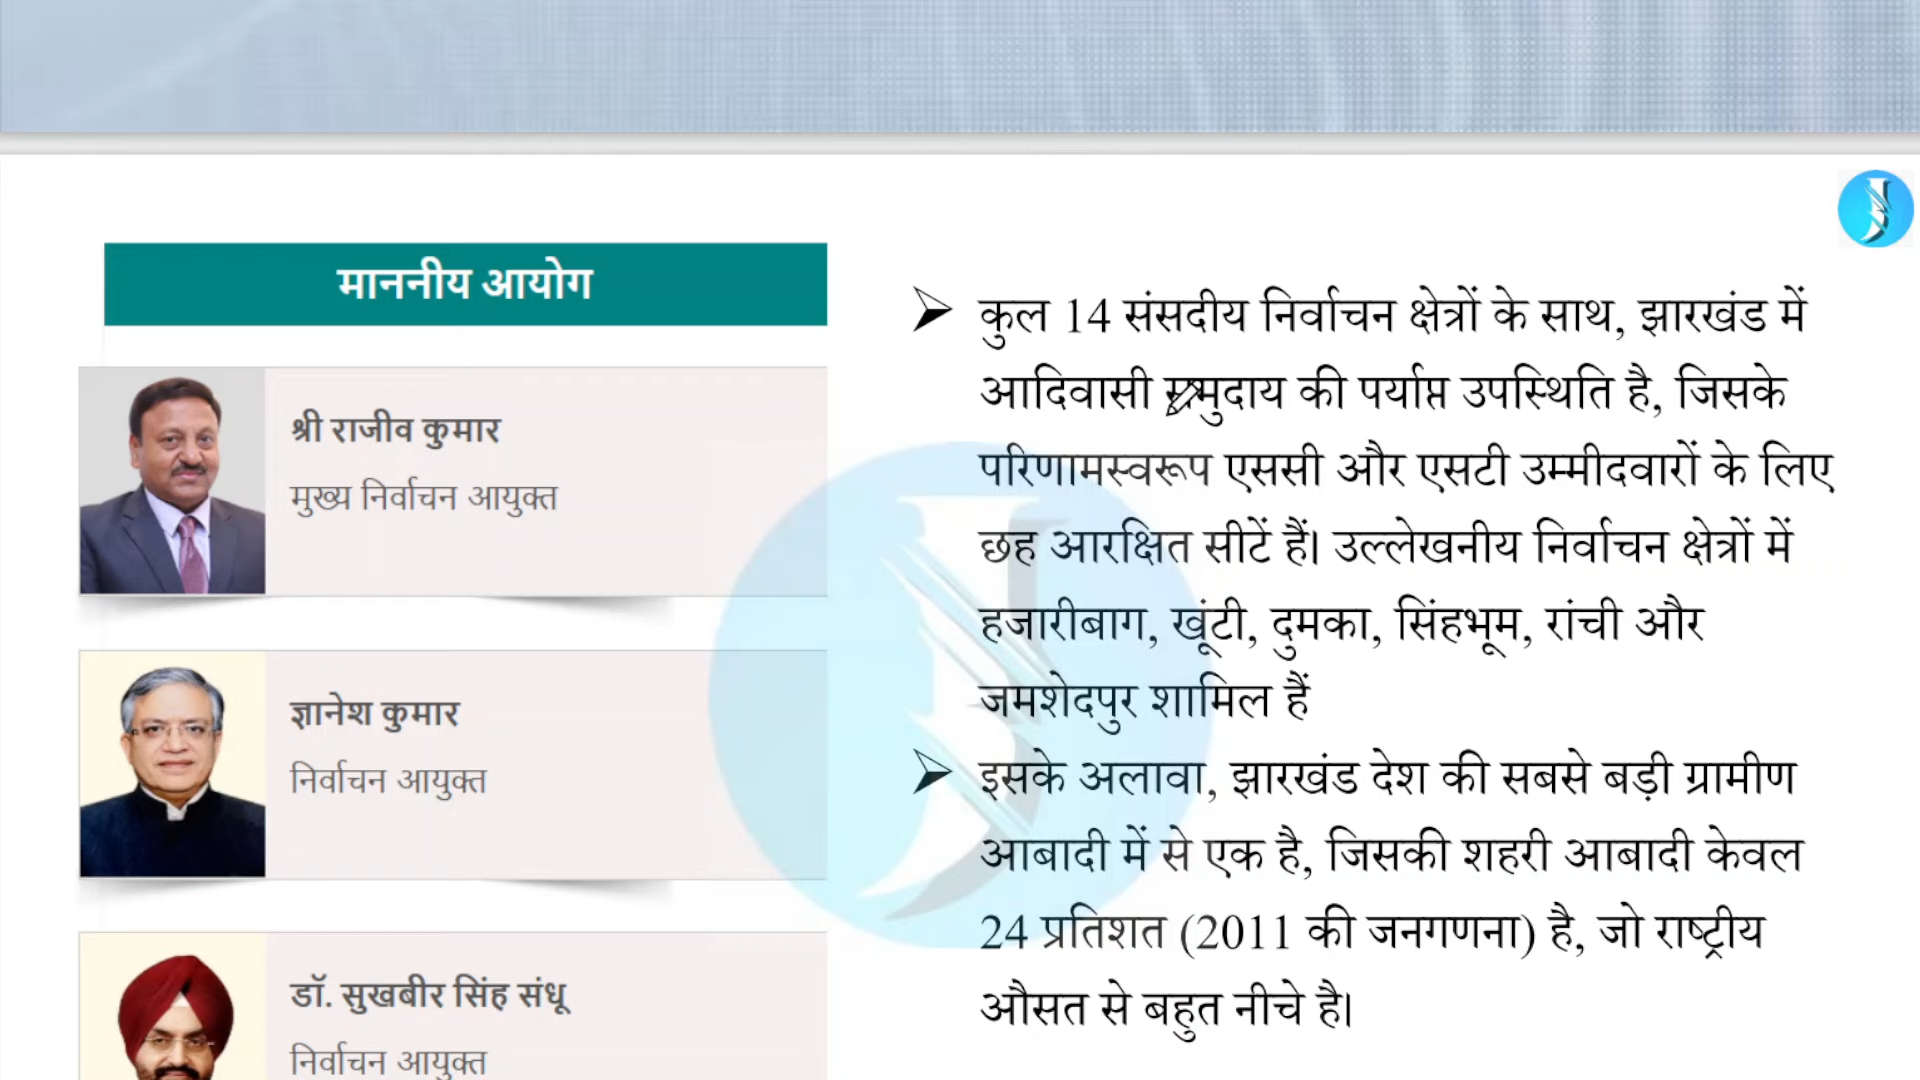 माननीय आयोग
श्री राजीव कुमार
मुख्य निर्वाचन आयुक्त
ज्ञानेश कुमार
निर्वाचन आयुक्त
डॉ. सुखबीर सिंह संधू
निर्वाचन आयुक्त
➢ कुल 14 संसदीय निर्वाचन क्षेत्रों के साथ, झारखंड में
आदिवासी समुदाय की पर्याप्त उपस्थिति है, जिसके
परिणामस्वरूप एससी और एसटी उम्मीदवारों के लिए
छह आरक्षित सीटें हैं। उल्लेखनीय निर्वाचन क्षेत्रों में
हजारीबाग, खूंटी, दुमका, सिंहभूम, रांची और
जमशेदपुर शामिल हैं
➢ इसके अलावा, झारखंड देश की सबसे बड़ी ग्रामीण
आबादी में से एक है, जिसकी शहरी आबादी केवल
24 प्रतिशत (2011 की जनगणना) है, जो राष्ट्रीय
औसत से बहुत नीचे है।